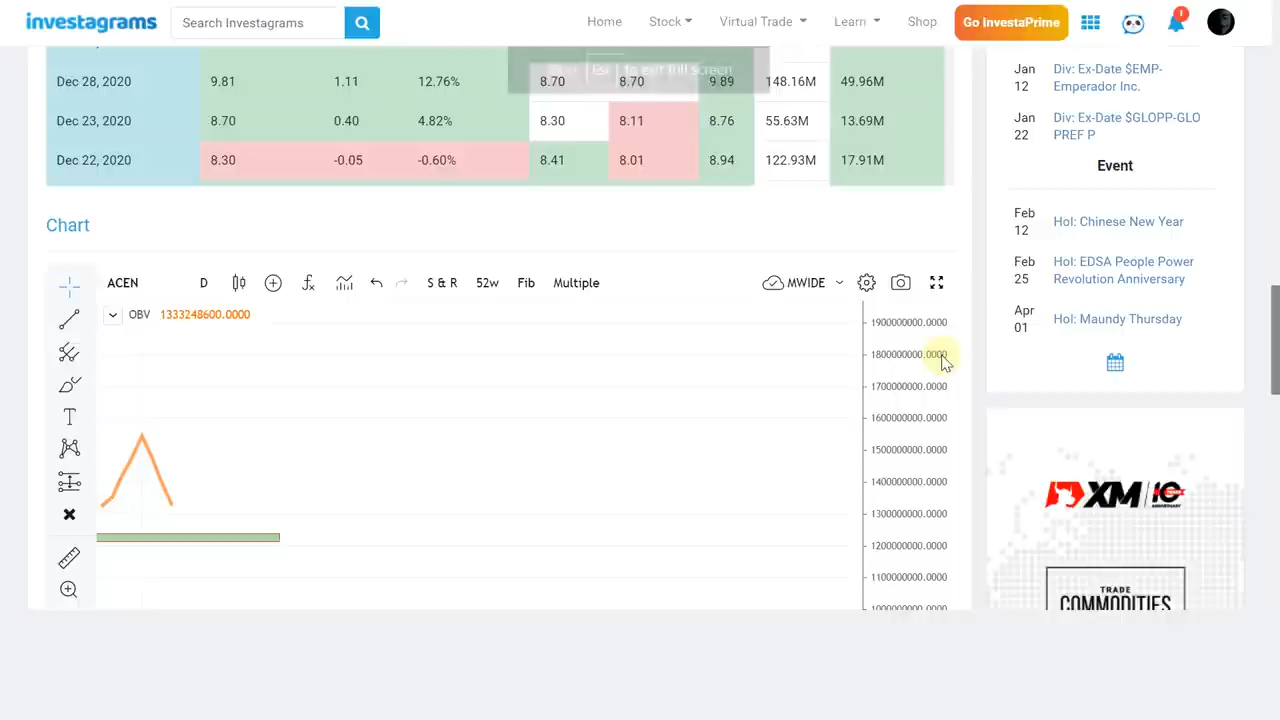 investagrams Search Investagrams Home Stock Virtual Trade Learn Shop Go InvestaPrime 1
Esc to exit full screen
Dec 28, 2020 9.81 1.11 12.76% 8.70 8.70 9.89 148.16M 49.96M
Dec 23, 2020 8.70 0.40 4.82% 8.30 8.11 8.76 55.63M 13.69M
Dec 22, 2020 8.30 -0.05 -0.60% 8.41 8.01 8.94 122.93M 17.91M
Chart
ACEN D S & R 52w Fib Multiple MWIDE
OBV 1333248600.0000
1900000000.0000
1800000000.0000
1700000000.0000
1600000000.0000
1500000000.0000
1400000000.0000
1300000000.0000
1200000000.0000
1100000000.0000
Jan 12 Div: Ex-Date $EMP-
Emperador Inc.
Jan 22 Div: Ex-Date $GLOPP-GLO
PREF P
Event
Feb 12 Hol: Chinese New Year
Feb 25 Hol: EDSA People Power
Revolution Anniversary
Apr 01 Hol: Maundy Thursday
XM 10
TRADE
COMMODITIES